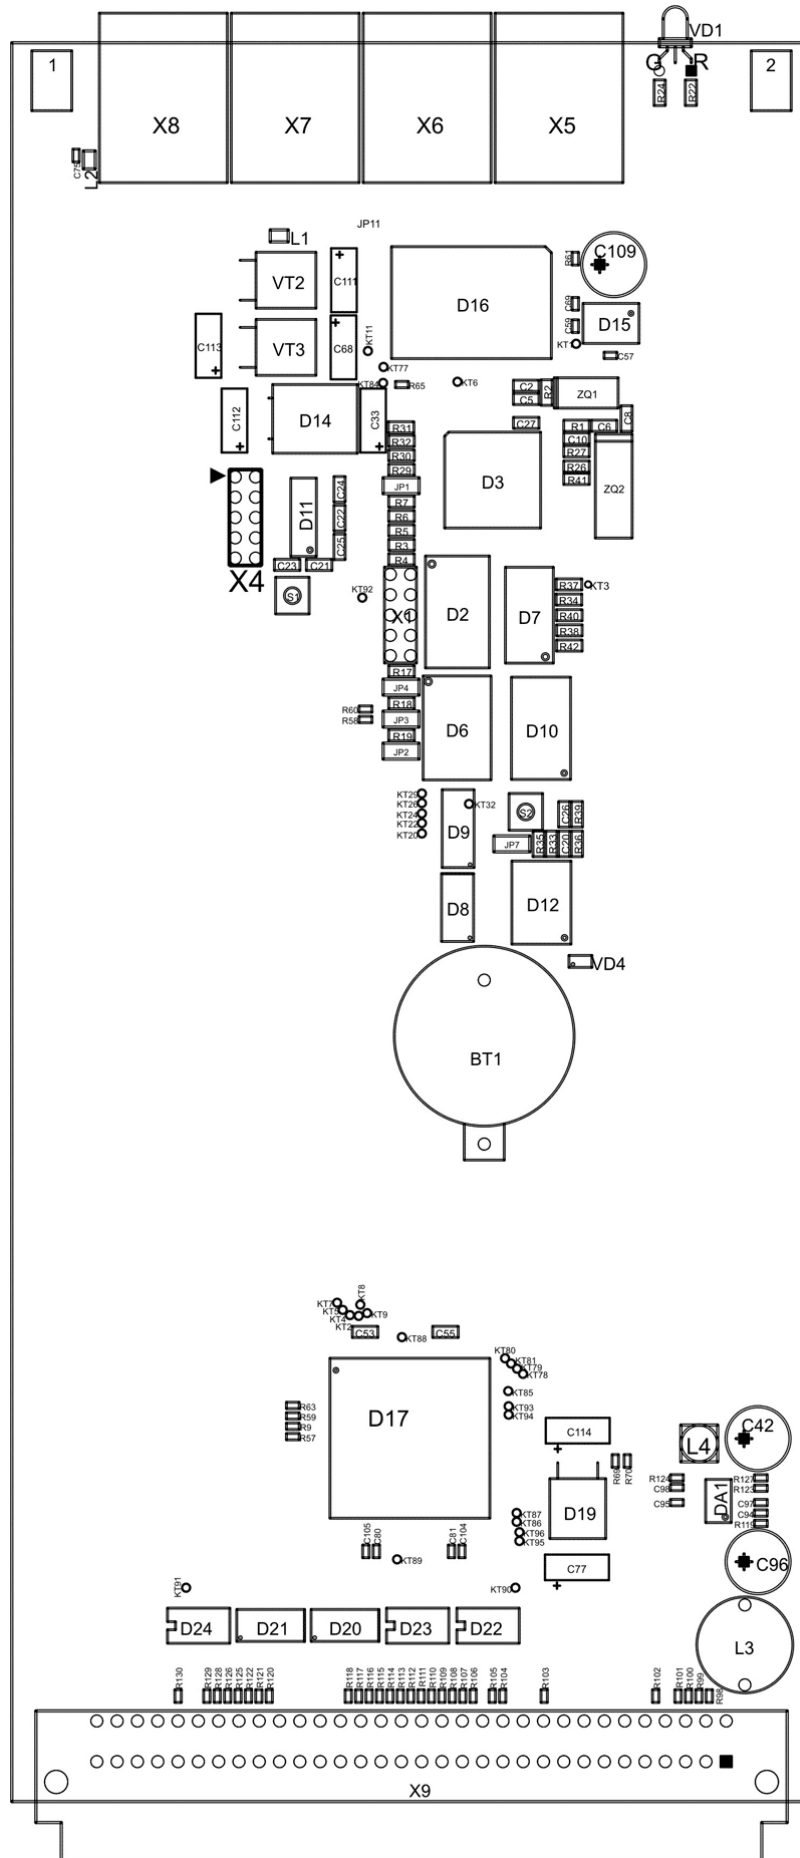 VD1
G R
1
2
R24
R22
X8
X7
X6
X5
C75
L2
JP11
L1
VT2
C111
D16
R61
C109
C69
C59
D15
KT1
C57
C113
VT3
C68
KT11
KT77
KT84
R65
KT6
C2
C5
R2
ZQ1
C112
D14
C33
C27
R1
C6
C8
R31
R32
R30
R29
JP1
C10
R27
R26
R41
D3
ZQ2
R7
R6
R5
R3
R4
X4
D11
C24
C22
C25
C23
C21
S1
KT92
X1
D2
D7
R37
KT3
R34
R40
R38
R42
R17
JP4
R18
JP3
R19
JP2
R60
R58
D6
D10
KT29
KT26
KT24
KT22
KT20
D9
KT32
S2
C26
R39
JP7
R35
R33
C20
R36
D8
D12
VD4
BT1
KT7
KT5
KT4
KT2
KT8
KT9
C53
KT88
C55
KT80
KT81
KT79
KT78
D17
KT85
KT93
KT94
R63
R59
R9
R57
C114
R69
R70
L4
C42
R124
C98
C95
DA1
R127
R123
C97
C94
R119
D19
KT87
KT86
KT96
KT95
C105
C80
C81
C104
KT89
C77
C96
KT91
KT90
D24
D21
D20
D23
D22
L3
R130
R129
R128
R126
R125
R122
R121
R120
R118
R117
R116
R115
R114
R113
R112
R111
R110
R109
R108
R107
R106
R105
R104
R103
R102
R101
R100
R99
R98
X9